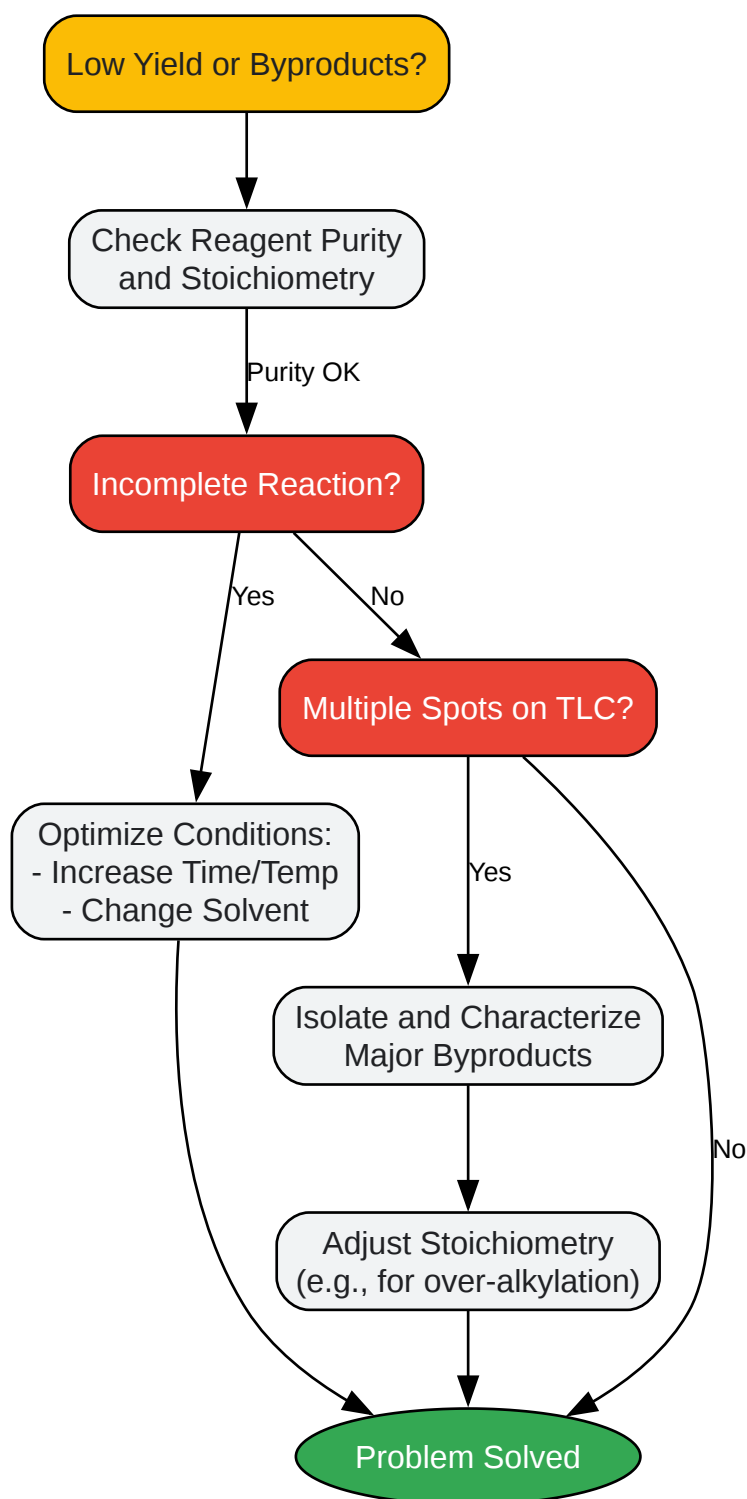 Low Yield or Byproducts?
Check Reagent Purity
and Stoichiometry
Purity OK
Incomplete Reaction?
Yes
No
Multiple Spots on TLC?
Optimize Conditions:
- Increase Time/Temp
- Change Solvent
Yes
Isolate and Characterize
Major Byproducts
No
Adjust Stoichiometry
(e.g., for over-alkylation)
Problem Solved